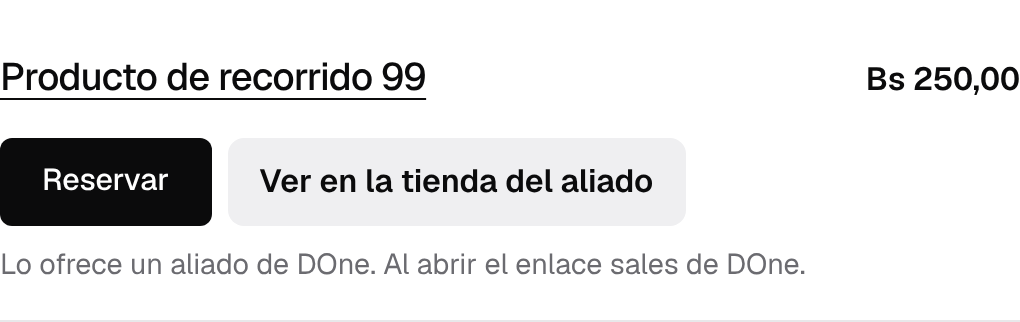 Producto de recorrido 99
Bs 250,00
Reservar
Ver en la tienda del aliado
Lo ofrece un aliado de DOne. Al abrir el enlace sales de DOne.